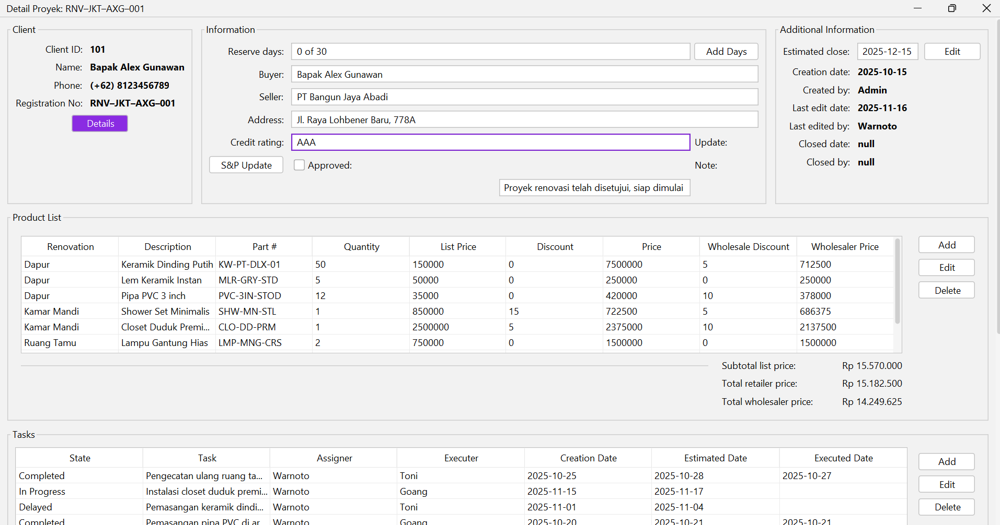 Detail Proyek: RNV–JKT–AXG–001
Client
Client ID: 101
Name: Bapak Alex Gunawan
Phone: (+62) 8123456789
Registration No: RNV–JKT–AXG–001
Details
Information
Reserve days: 0 of 30 Add Days
Buyer: Bapak Alex Gunawan
Seller: PT Bangun Jaya Abadi
Address: Jl. Raya Lohbener Baru, 778A
Credit rating: AAA Update:
S&P Update Approved: Note:
Proyek renovasi telah disetujui, siap dimulai
Additional Information
Estimated close: 2025-12-15 Edit
Creation date: 2025-10-15
Created by: Admin
Last edit date: 2025-11-16
Last edited by: Warnoto
Closed date: null
Closed by: null
Product List
Renovation Description Part # Quantity List Price Discount Price Wholesale Discount Wholesaler Price
Dapur Keramik Dinding Putih KW-PT-DLX-01 50 150000 0 7500000 5 712500
Dapur Lem Keramik Instan MLR-GRY-STD 5 50000 0 250000 0 250000
Dapur Pipa PVC 3 inch PVC-3IN-STOD 12 35000 0 420000 10 378000
Kamar Mandi Shower Set Minimalis SHW-MN-STL 1 850000 15 722500 5 686375
Kamar Mandi Closet Duduk Premi... CLO-DD-PRM 1 2500000 5 2375000 10 2137500
Ruang Tamu Lampu Gantung Hias LMP-MNG-CRS 2 750000 0 1500000 0 1500000
Add
Edit
Delete
Subtotal list price: Rp 15.570.000
Total retailer price: Rp 15.182.500
Total wholesaler price: Rp 14.249.625
Tasks
State Task Assigner Executer Creation Date Estimated Date Executed Date
Completed Pengecatan ulang ruang ta... Warnoto Toni 2025-10-25 2025-10-28 2025-10-27
In Progress Instalasi closet duduk premi... Warnoto Goang 2025-11-15 2025-11-17
Delayed Pemasangan keramik dindi... Warnoto Toni 2025-11-01 2025-11-04
Completed Pemasangan pipa PVC di ar... Warnoto Goang 2025-10-20 2025-10-21 2025-10-21
Add
Edit
Delete